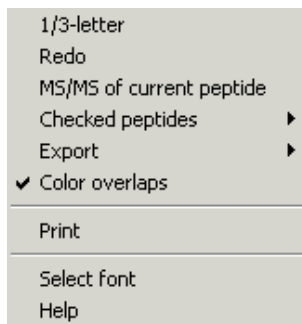 1/3-letter
Redo
MS/MS of current peptide
Checked peptides
Export
Color overlaps
Print
Select font
Help